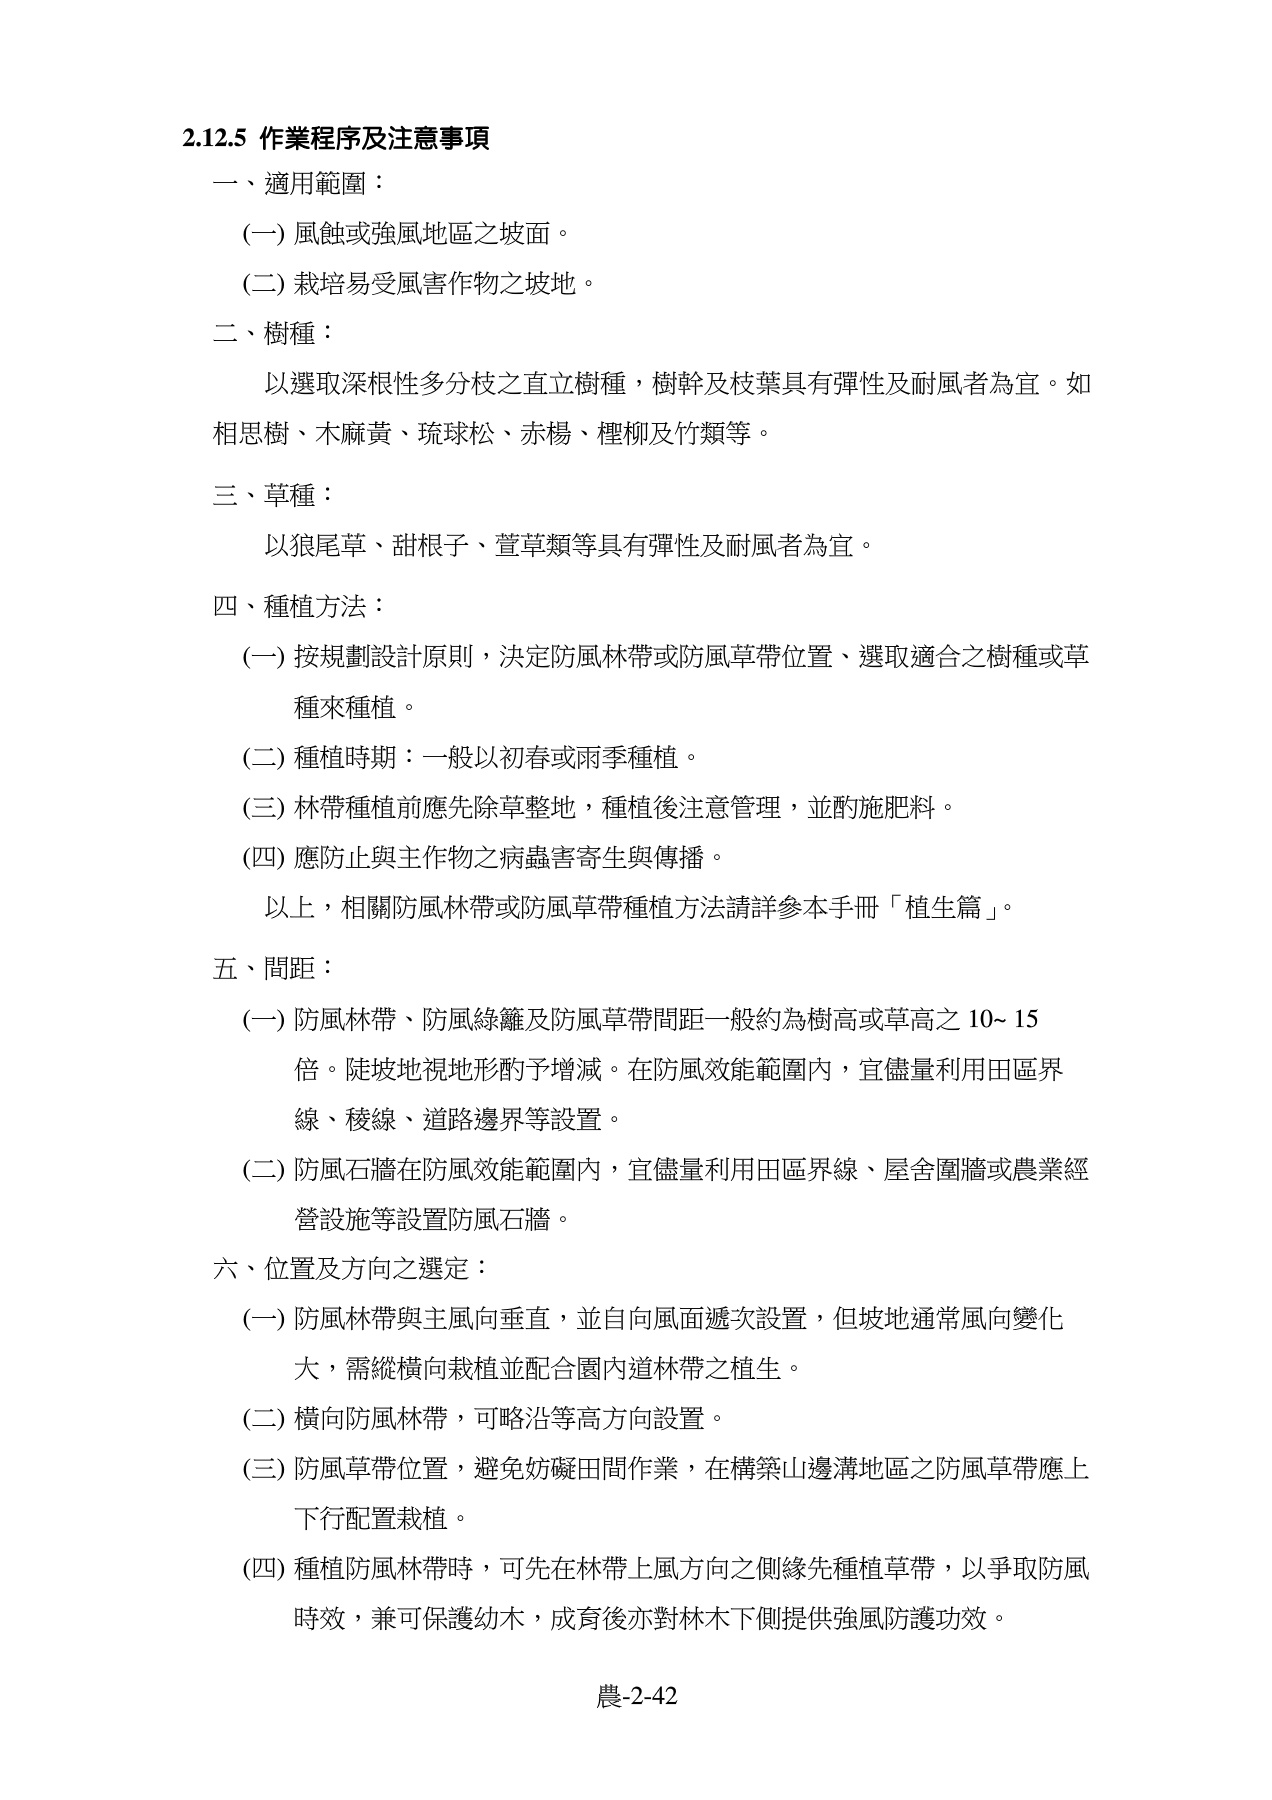 2.12.5 作業程序及注意事項
一、適用範圍：
(一) 風蝕或強風地區之坡面。
(二) 栽培易受風害作物之坡地。
二、樹種：
以選取深根性多分枝之直立樹種，樹幹及枝葉具有彈性及耐風者為宜。如
相思樹、木麻黃、琉球松、赤楊、檉柳及竹類等。
三、草種：
以狼尾草、甜根子、萱草類等具有彈性及耐風者為宜。
四、種植方法：
(一) 按規劃設計原則，決定防風林帶或防風草帶位置、選取適合之樹種或草
種來種植。
(二) 種植時期：一般以初春或雨季種植。
(三) 林帶種植前應先除草整地，種植後注意管理，並酌施肥料。
(四) 應防止與主作物之病蟲害寄生與傳播。
以上，相關防風林帶或防風草帶種植方法請詳參本手冊「植生篇」。
五、間距：
(一) 防風林帶、防風綠籬及防風草帶間距一般約為樹高或草高之 10~ 15
倍。陡坡地視地形酌予增減。在防風效能範圍內，宜儘量利用田區界
線、稜線、道路邊界等設置。
(二) 防風石牆在防風效能範圍內，宜儘量利用田區界線、屋舍圍牆或農業經
營設施等設置防風石牆。
六、位置及方向之選定：
(一) 防風林帶與主風向垂直，並自向風面遞次設置，但坡地通常風向變化
大，需縱橫向栽植並配合園內道林帶之植生。
(二) 橫向防風林帶，可略沿等高方向設置。
(三) 防風草帶位置，避免妨礙田間作業，在構築山邊溝地區之防風草帶應上
下行配置栽植。
(四) 種植防風林帶時，可先在林帶上風方向之側緣先種植草帶，以爭取防風
時效，兼可保護幼木，成育後亦對林木下側提供強風防護功效。
農-2-42